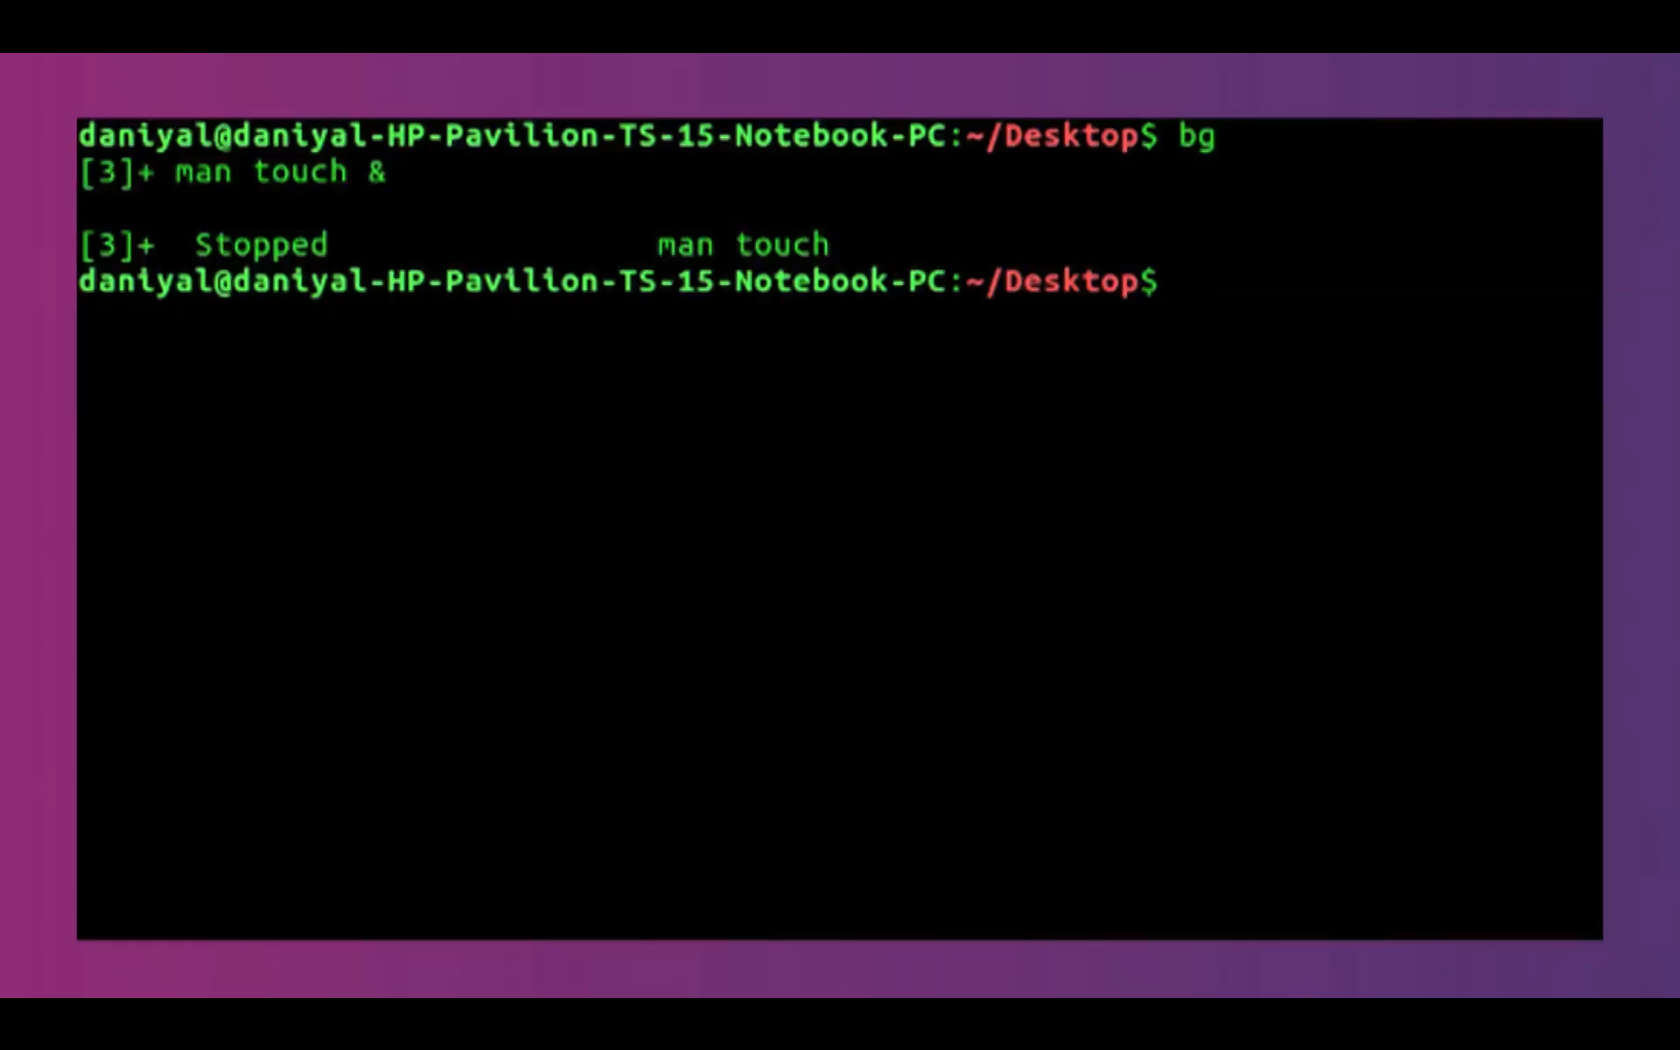 daniyal@daniyal-HP-Pavilion-TS-15-Notebook-PC:~/Desktop$ bg
[3]+ man touch &
[3]+  Stopped                 man touch
daniyal@daniyal-HP-Pavilion-TS-15-Notebook-PC:~/Desktop$